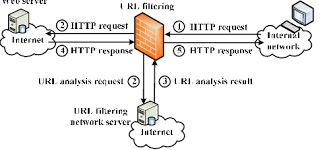 Web server
URL filtering
② HTTP request
① HTTP request
Internet
④ HTTP response
⑤ HTTP response
Internal
network
URL analysis request ②
③ URL analysis result
URL filtering
network server
Internet